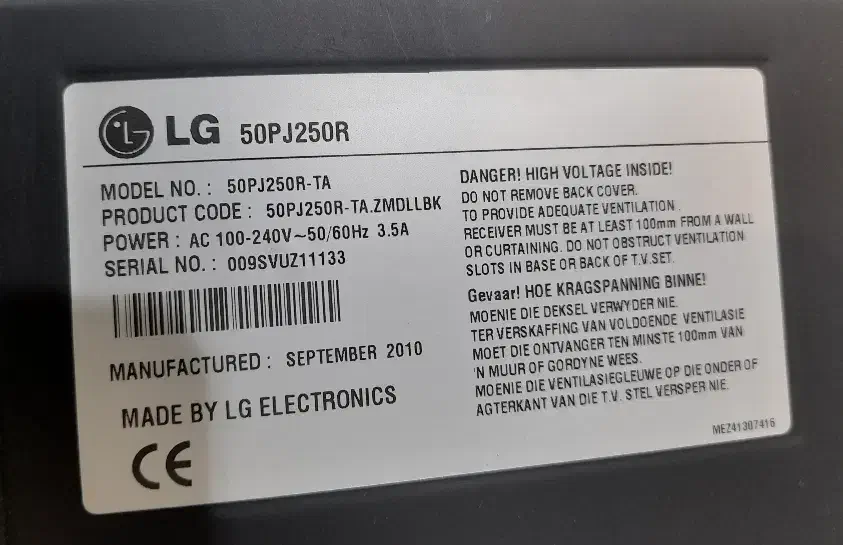 LG 50PJ250R
MODEL NO. : 50PJ250R-TA
PRODUCT CODE : 50PJ250R-TA.ZMDLLBK
POWER : AC 100-240V~50/60Hz 3.5A
SERIAL NO. : 009SVUZ11133
MANUFACTURED : SEPTEMBER 2010
MADE BY LG ELECTRONICS
CE
DANGER! HIGH VOLTAGE INSIDE!
DO NOT REMOVE BACK COVER.
TO PROVIDE ADEQUATE VENTILATION.
RECEIVER MUST BE AT LEAST 100mm FROM A WALL
OR CURTAINING. DO NOT OBSTRUCT VENTILATION
SLOTS IN BASE OR BACK OF T.V. SET.
Gevaar! HOE KRAGSPANNING BINNE!
MOENIE DIE DEKSEL VERWYDER NIE.
TER VERSKAFFING VAN VOLDOENDE VENTILASIE
MOET DIE ONTVANGER TEN MINSTE 100mm VAN
'N MUUR OF GORDYNE WEES.
MOENIE DIE VENTILASIEGLEUWE OP DIE ONDER OF
AGTERKANT VAN DIE T.V. STEL VERSPER NIE.
MEZ41387416